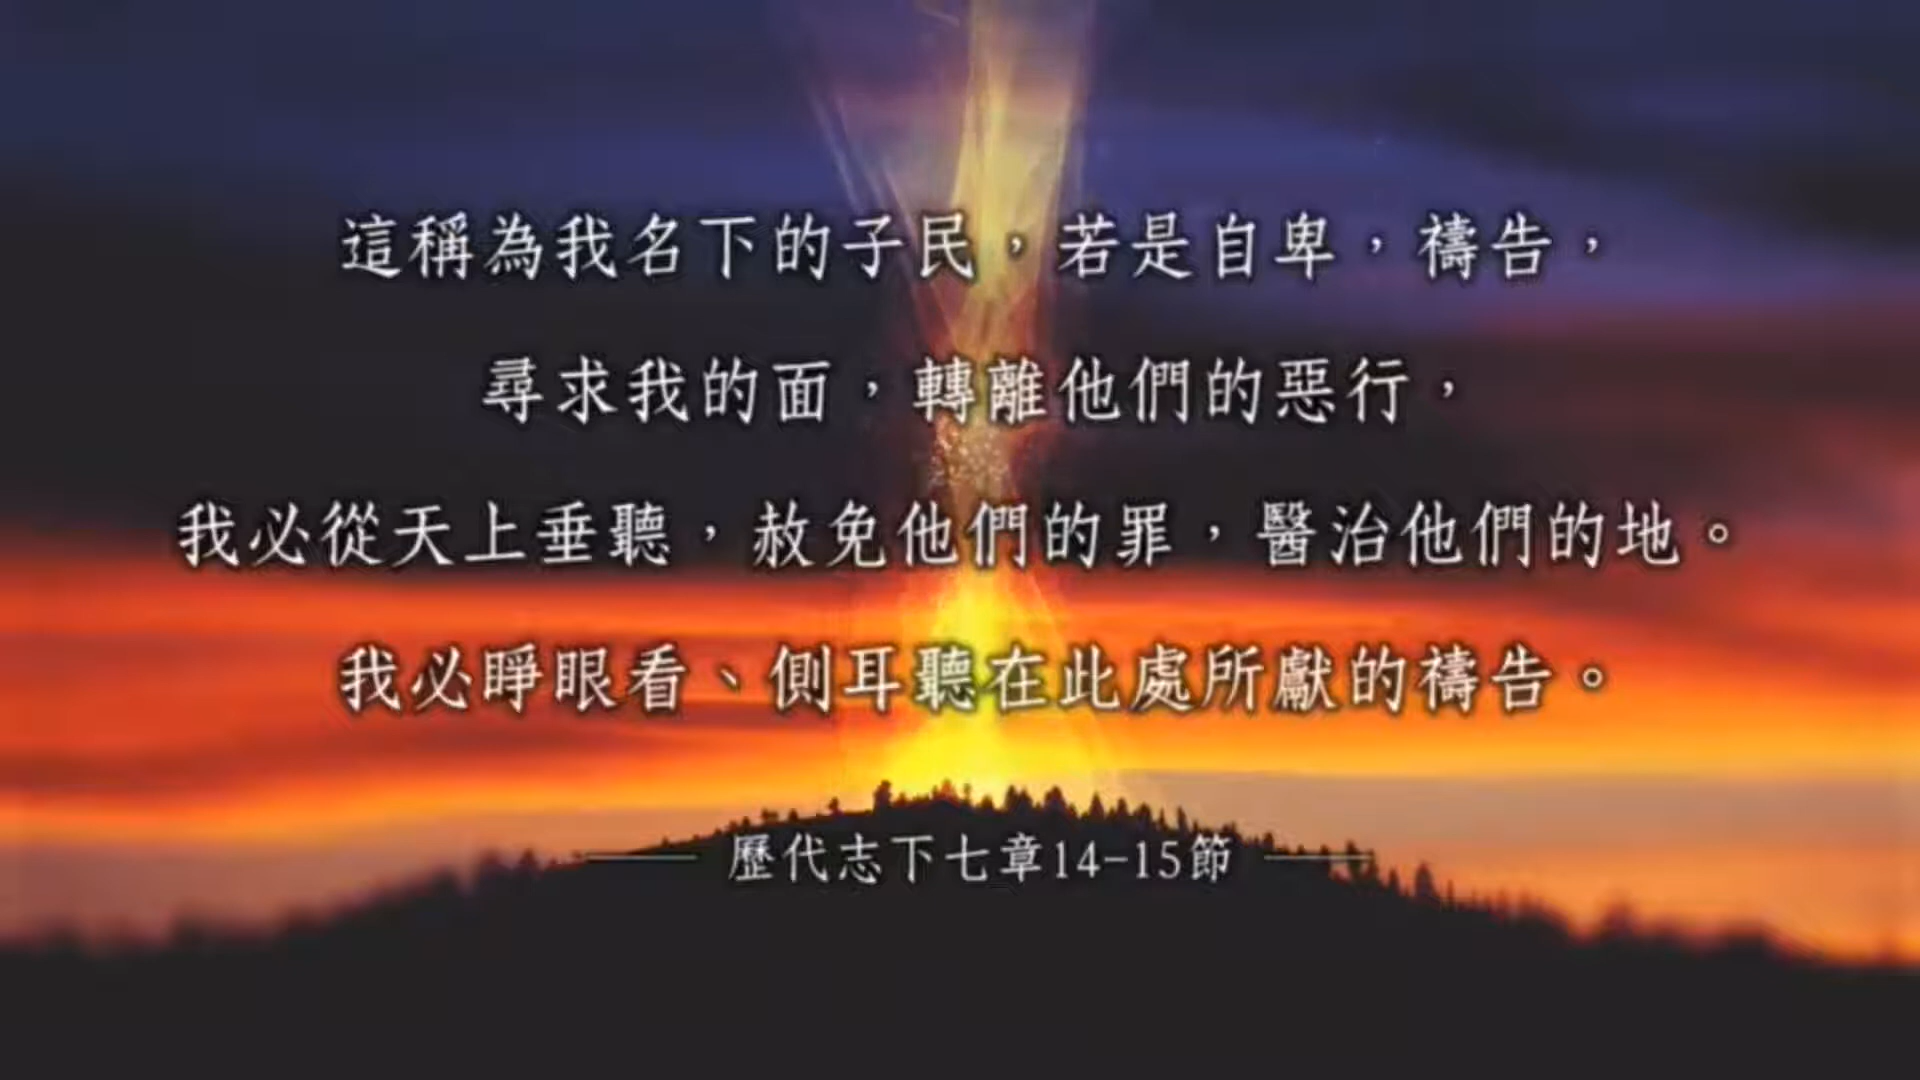 這稱為我名下的子民，若是自卑，禱告，
尋求我的面，轉離他們的惡行，
我必從天上垂聽，赦免他們的罪，醫治他們的地。
我必睜眼看、側耳聽在此處所獻的禱告。
歷代志下七章14-15節